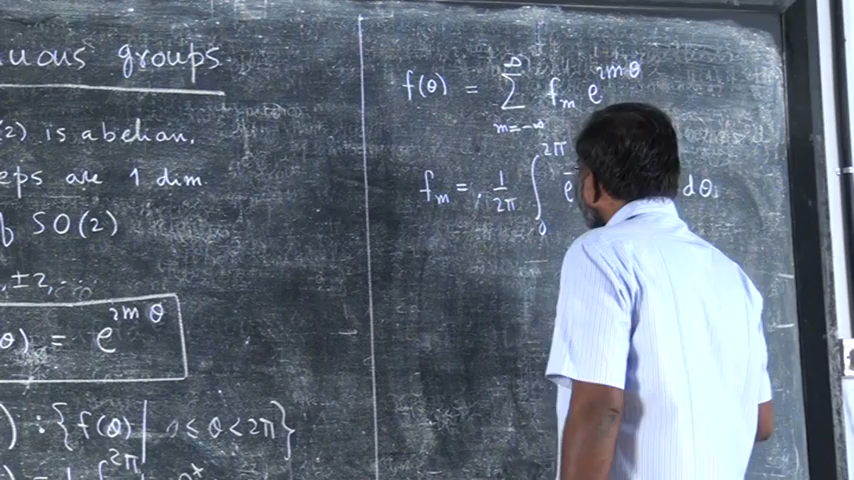 uous groups
2) is abelian.
eps are 1 dim.
SO(2)
, ±2, ...
θ) = e^{imθ}
) : {f(θ) | 0 ≤ θ < 2π}
f(θ) = ∑_{m=-∞}^{∞} f_m e^{imθ}
f_m = 1/2π ∫_0^{2π} e dθ